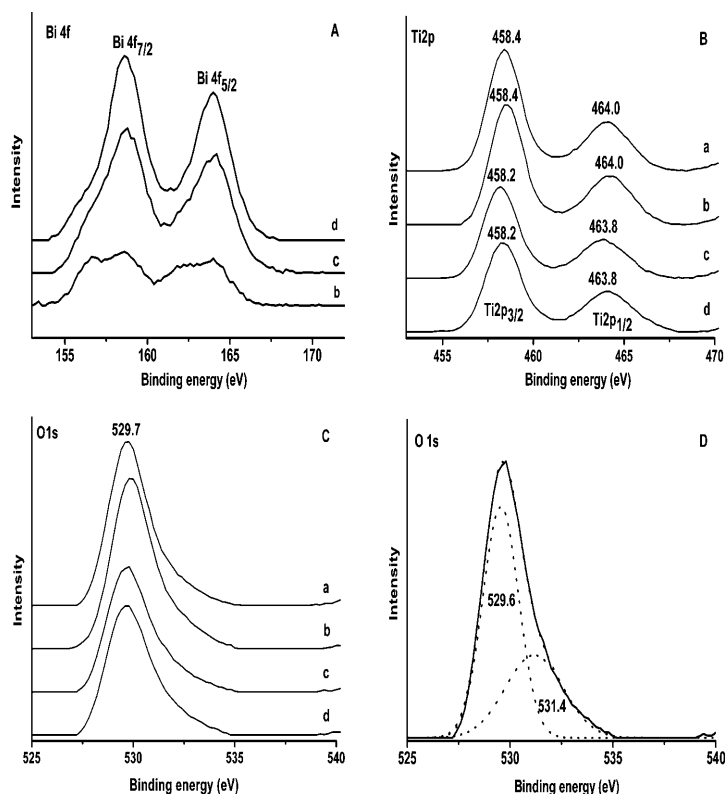 Bi 4f
A
Bi 4f7/2
Bi 4f5/2
d
c
b
Intensity
155 160 165 170
Binding energy (eV)
Ti2p
B
458.4
464.0
a
458.4
464.0
b
458.2
463.8
c
458.2
463.8
d
Ti2p3/2
Ti2p1/2
Intensity
455 460 465 470
Binding energy (eV)
O1s
C
529.7
a
b
c
d
Intensity
525 530 535 540
Binding energy (eV)
O 1s
D
529.6
531.4
Intensity
525 530 535 540
Binding energy (eV)